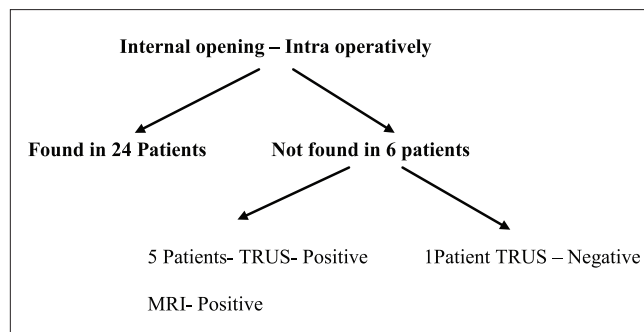 Internal opening – Intra operatively
Found in 24 Patients
Not found in 6 patients
5 Patients- TRUS- Positive
MRI- Positive
1Patient TRUS – Negative